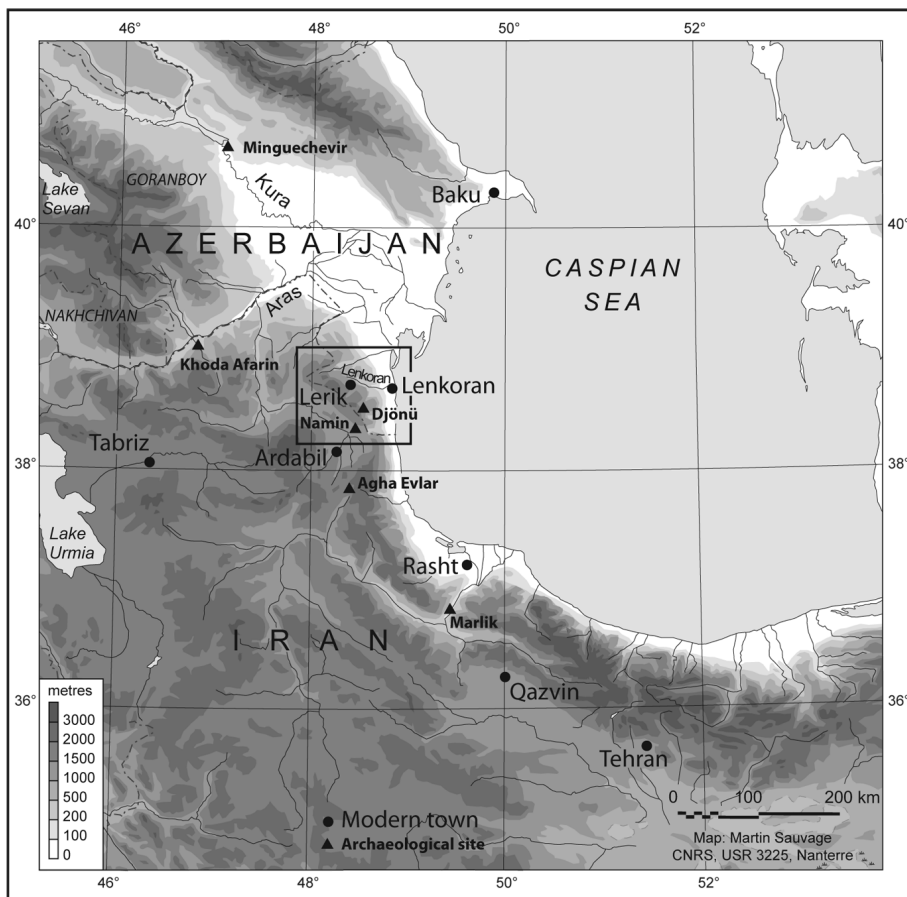 46°
48°
50°
52°
Minguechevir
GORANBOY
Lake
Sevan
Kura
Baku
40°
40°
AZERBAIJAN
CASPIAN
SEA
Aras
NAKHCHIVAN
Khoda Afarin
Lenkoran
Lenkoran
Lerik
Djönü
Namin
Tabriz
Ardabil
38°
38°
Agha Evlar
Lake
Urmia
Rasht
Marlik
IRAN
Qazvin
36°
36°
metres
3000
2000
1500
1000
500
200
100
0
Tehran
0 100 200 km
Modern town
Archaeological site
Map: Martin Sauvage
CNRS, USR 3225, Nanterre
46°
48°
50°
52°